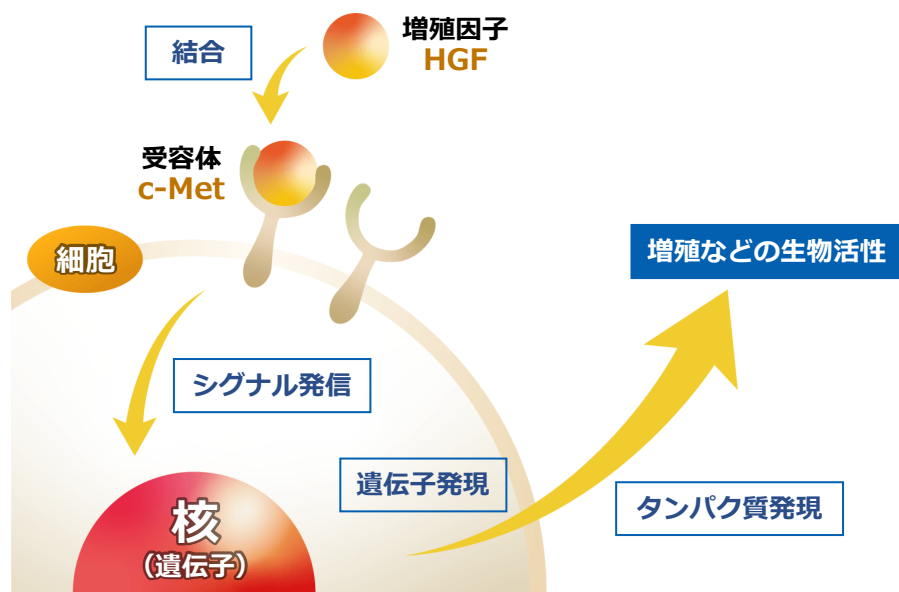 結合
増殖因子
HGF
受容体
c-Met
細胞
増殖などの生物活性
シグナル発信
遺伝子発現
タンパク質発現
核
（遺伝子）